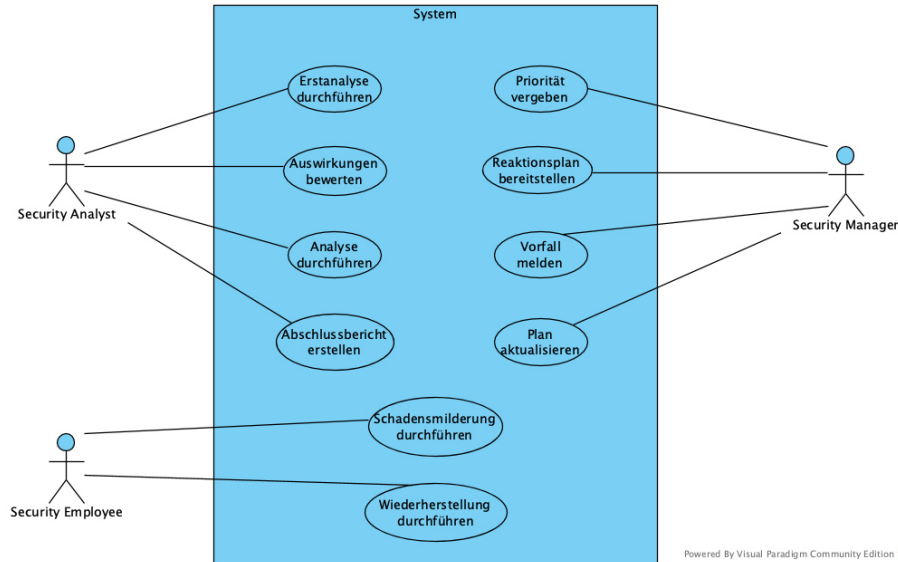 System
Erstanalyse
durchführen
Priorität
vergeben
Auswirkungen
bewerten
Reaktionsplan
bereitstellen
Security Analyst
Security Manager
Analyse
durchführen
Vorfall
melden
Abschlussbericht
erstellen
Plan
aktualisieren
Schadensmilderung
durchführen
Security Employee
Wiederherstellung
durchführen
Powered By Visual Paradigm Community Edition